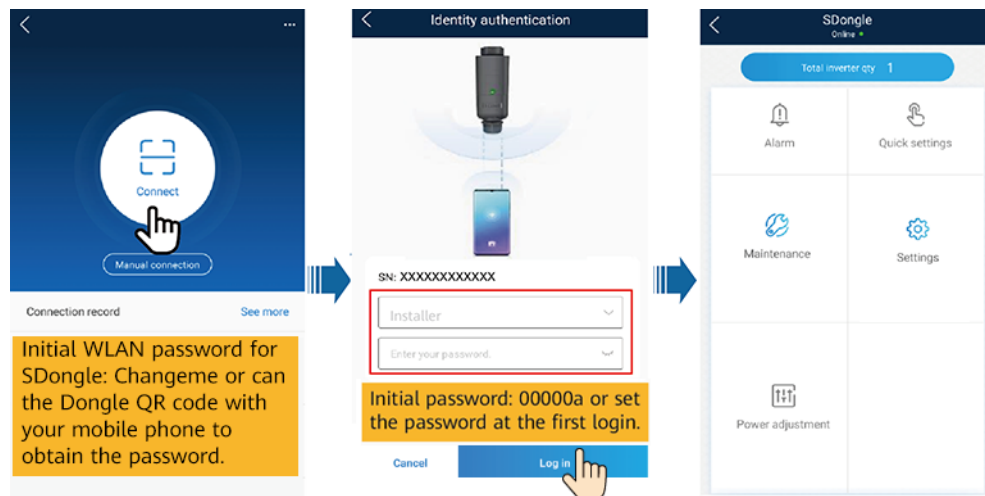 Connect
Manual connection
Connection record
See more
Initial WLAN password for
SDongle: Changeme or can
the Dongle QR code with
your mobile phone to
obtain the password.
Identity authentication
SN: XXXXXXXXXXXX
Installer
Enter your password.
Initial password: 00000a or set
the password at the first login.
Cancel
Log in
SDongle
Online
Total inverter qty 1
Alarm
Quick settings
Maintenance
Settings
Power adjustment